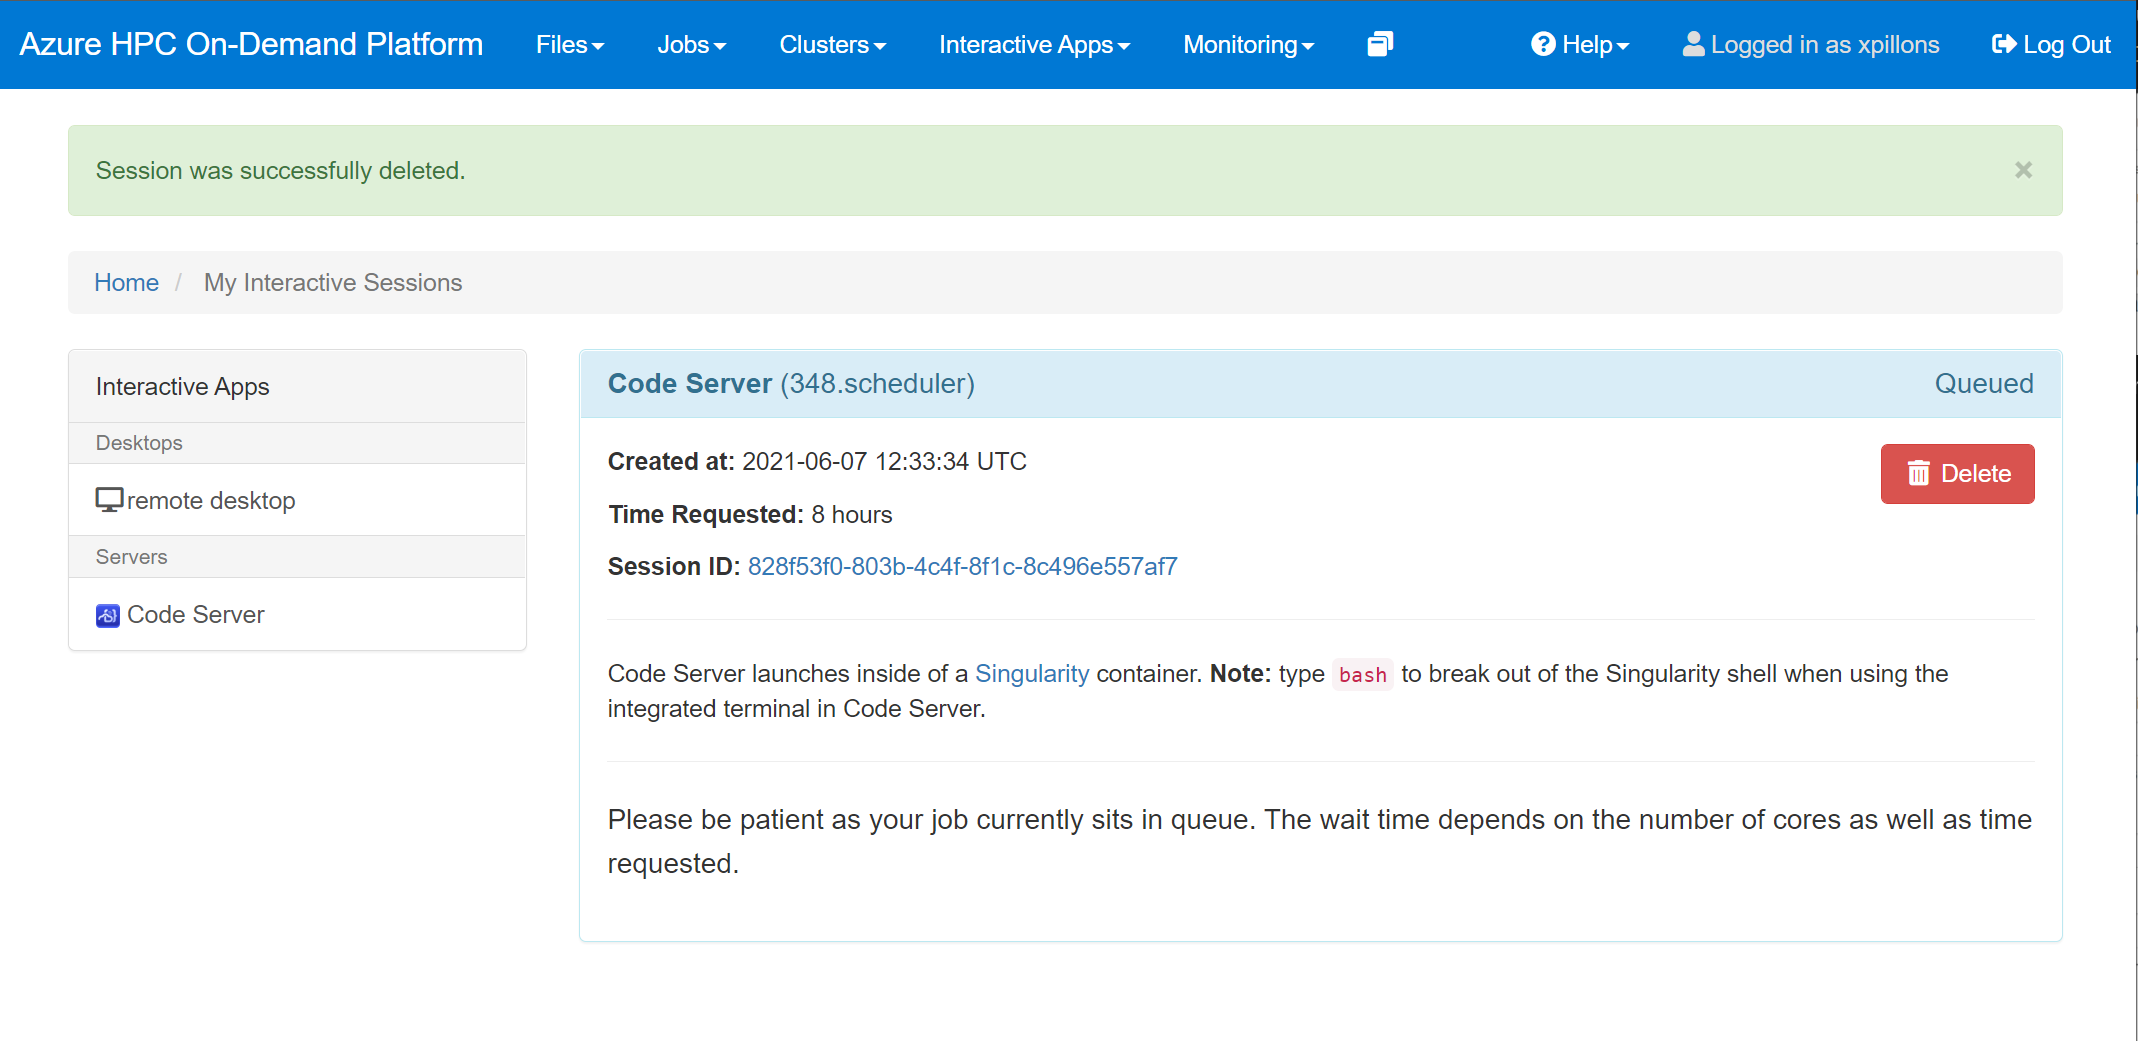 Azure HPC On-Demand Platform Files Jobs Clusters Interactive Apps Monitoring Help Logged in as xpillons Log Out
Session was successfully deleted. ×
Home / My Interactive Sessions
Interactive Apps
Desktops
remote desktop
Servers
Code Server
Code Server (348.scheduler) Queued
Created at: 2021-06-07 12:33:34 UTC
Delete
Time Requested: 8 hours
Session ID: 828f53f0-803b-4c4f-8f1c-8c496e557af7
Code Server launches inside of a Singularity container. Note: type bash to break out of the Singularity shell when using the
integrated terminal in Code Server.
Please be patient as your job currently sits in queue. The wait time depends on the number of cores as well as time
requested.